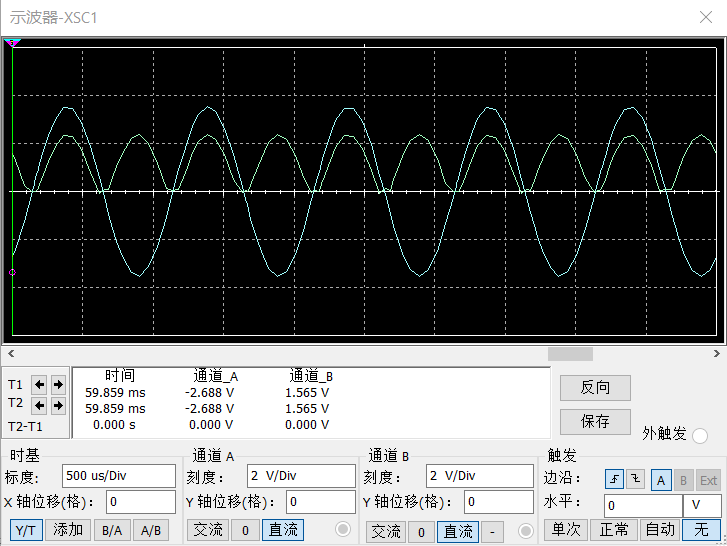 示波器-XSC1
时间 通道_A 通道_B
T1 59.859 ms -2.688 V 1.565 V
T2 59.859 ms -2.688 V 1.565 V
T2-T1 0.000 s 0.000 V 0.000 V
反向
保存
外触发
时基 通道 A 通道 B 触发
标度: 500 us/Div 刻度: 2 V/Div 刻度: 2 V/Div 边沿: A B Ext
X 轴位移(格): 0 Y 轴位移(格): 0 Y 轴位移(格): 0 水平: 0 V
Y/T 添加 B/A A/B 交流 0 直流 交流 0 直流 - 单次 正常 自动 无